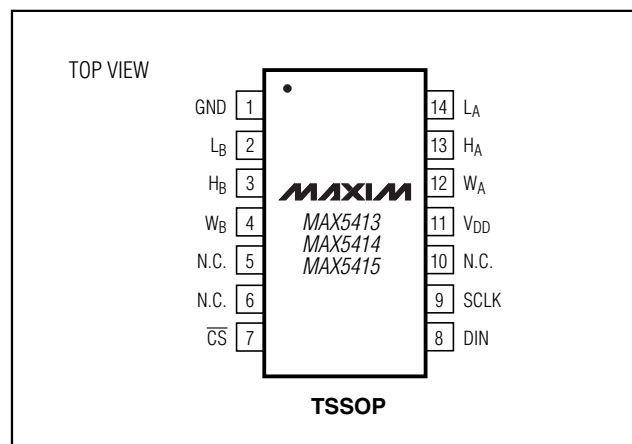 TOP VIEW
GND 1
L_B 2
H_B 3
W_B 4
N.C. 5
N.C. 6
C̅S̅ 7
14 L_A
13 H_A
12 W_A
11 V_DD
10 N.C.
9 SCLK
8 DIN
MAXIM
MAX5413
MAX5414
MAX5415
TSSOP